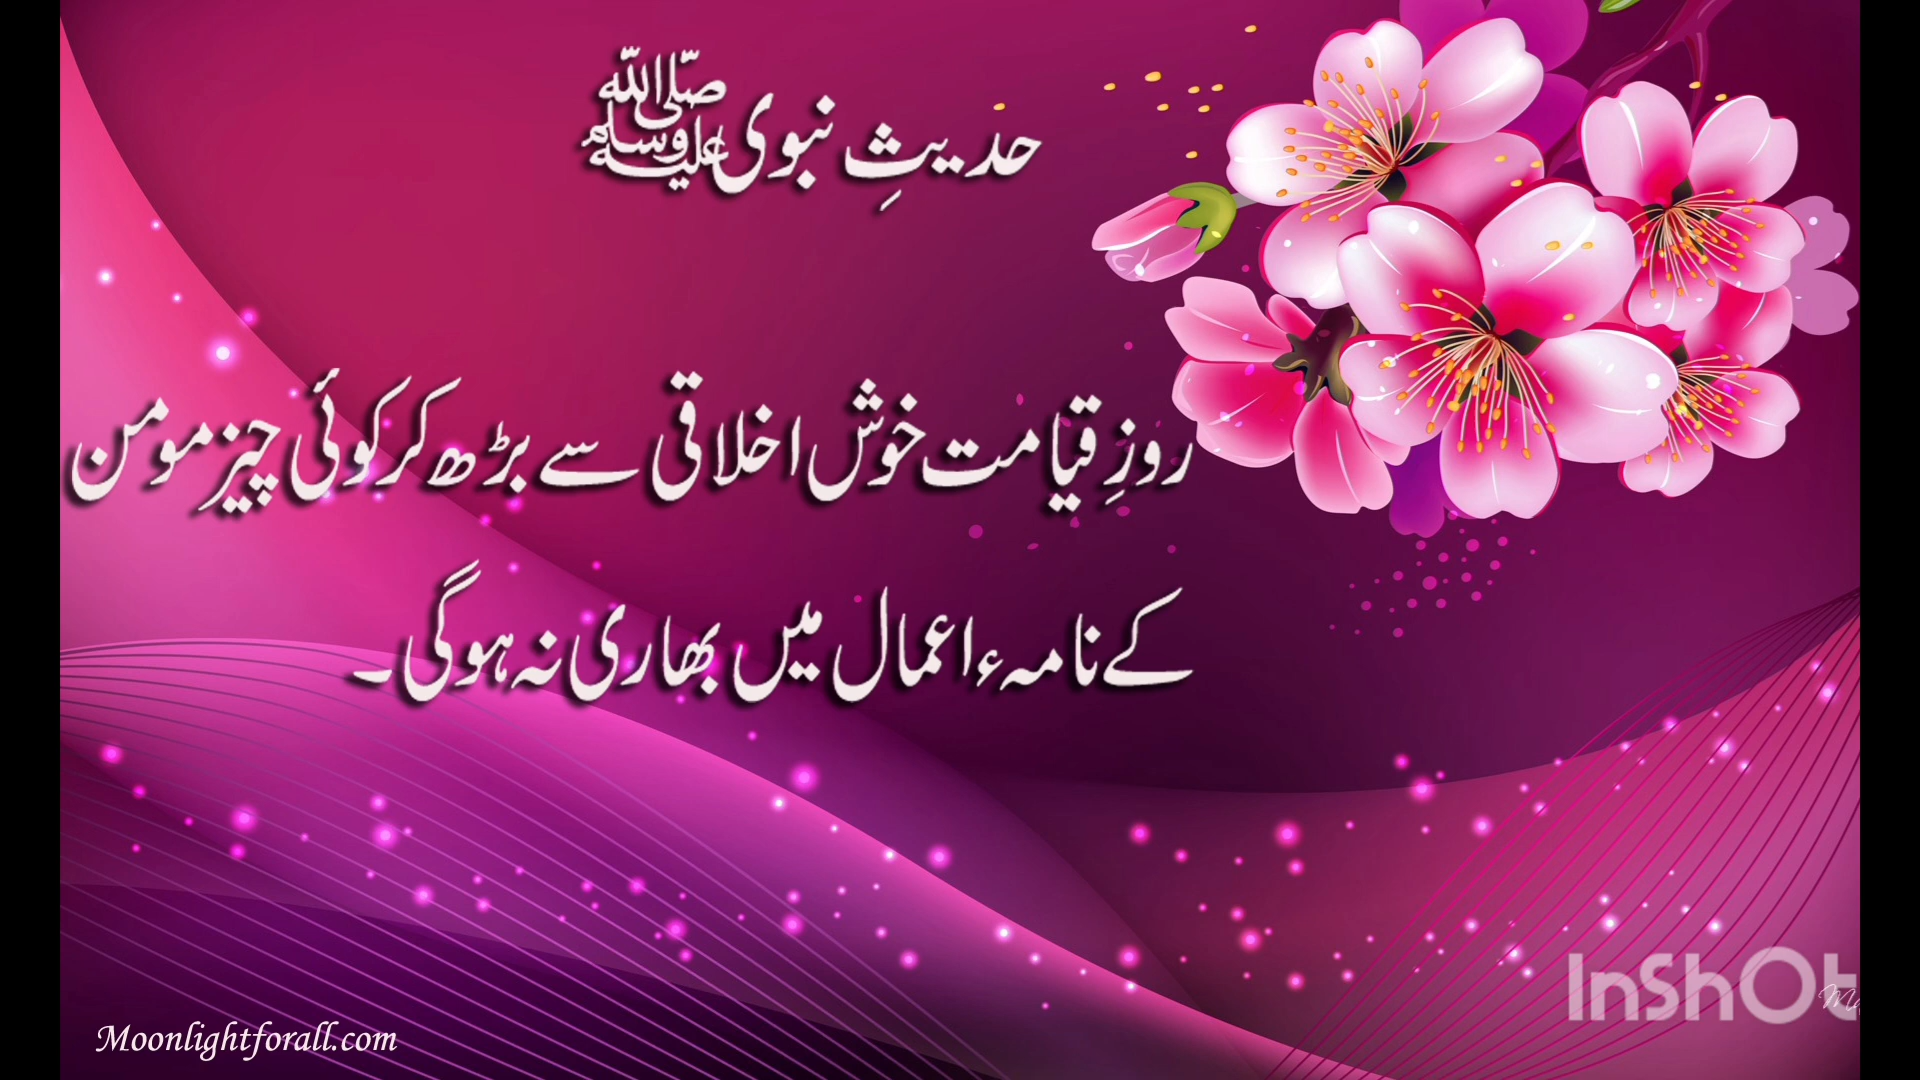 حدیثِ نبوی صلی اللہ علیہ وسلم
روزِ قیامت خوش اخلاقی سے بڑھ کر کوئی چیز مومن
کے نامہء اعمال میں بھاری نہ ہوگی۔
InShOt
Moonlightforall.com